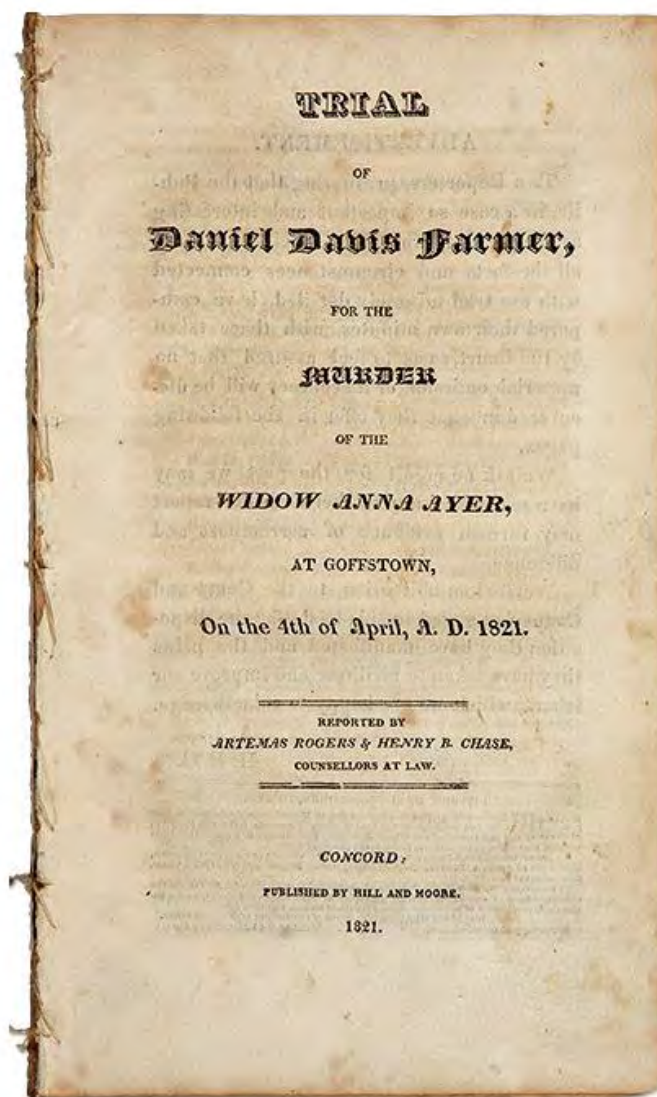 TRIAL
OF
Daniel Davis Farmer,
FOR THE
MURDER
OF THE
WIDOW ANNA AYER,
AT GOFFSTOWN,
On the 4th of April, A. D. 1821.
REPORTED BY
ARTEMAS ROGERS & HENRY B. CHASE,
COUNSELLORS AT LAW.
CONCORD:
PUBLISHED BY HILL AND MOORE.
1821.